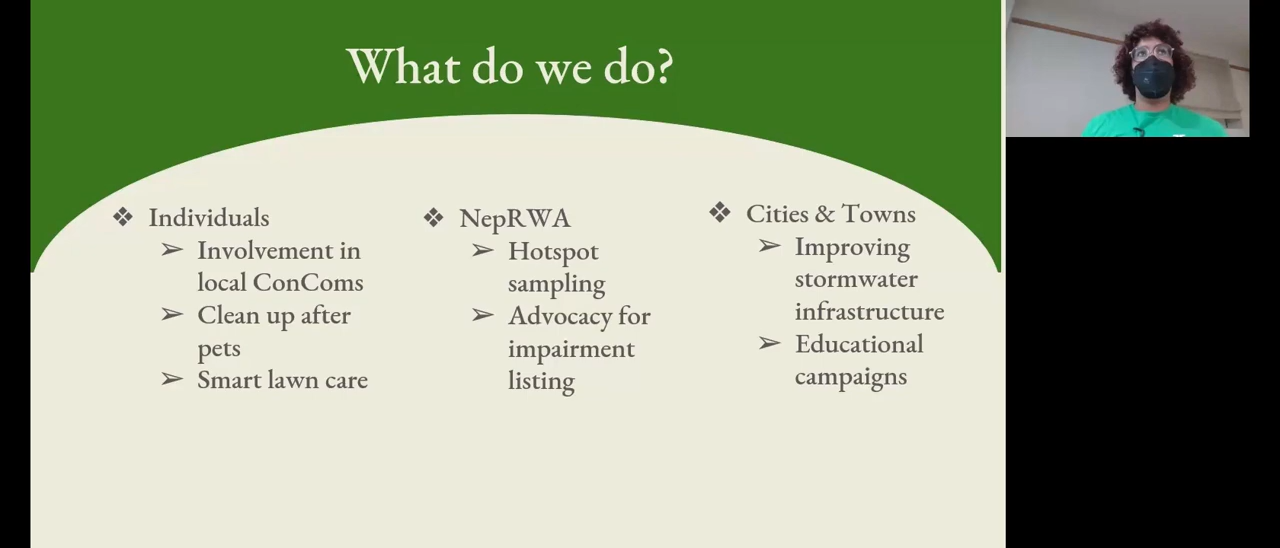 What do we do?
❖ Individuals
➢ Involvement in
local ConComs
➢ Clean up after
pets
➢ Smart lawn care
❖ NepRWA
➢ Hotspot
sampling
➢ Advocacy for
impairment
listing
❖ Cities & Towns
➢ Improving
stormwater
infrastructure
➢ Educational
campaigns